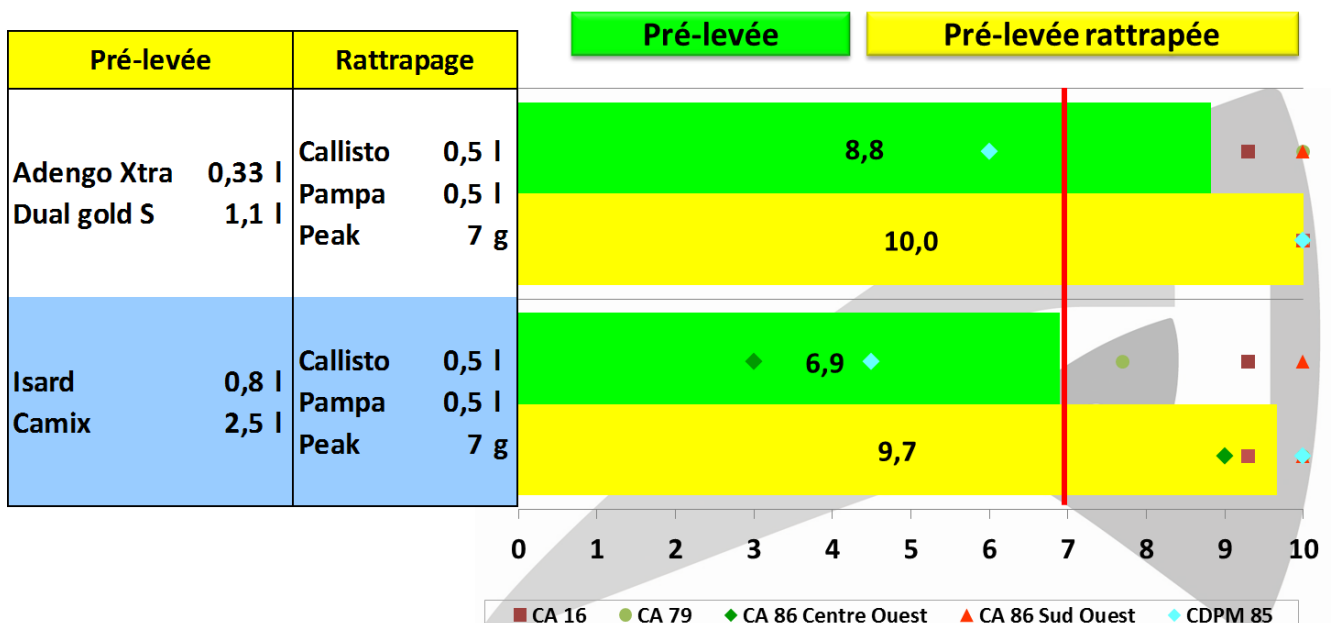 Pré-levée
Pré-levée rattrapée
Pré-levée Rattrapage
Adengo Xtra 0,33 l
Dual gold S 1,1 l
Callisto 0,5 l
Pampa 0,5 l
Peak 7 g
8,8
10,0
Isard 0,8 l
Camix 2,5 l
Callisto 0,5 l
Pampa 0,5 l
Peak 7 g
6,9
9,7
0 1 2 3 4 5 6 7 8 9 10
CA 16 CA 79 CA 86 Centre Ouest CA 86 Sud Ouest CDPM 85